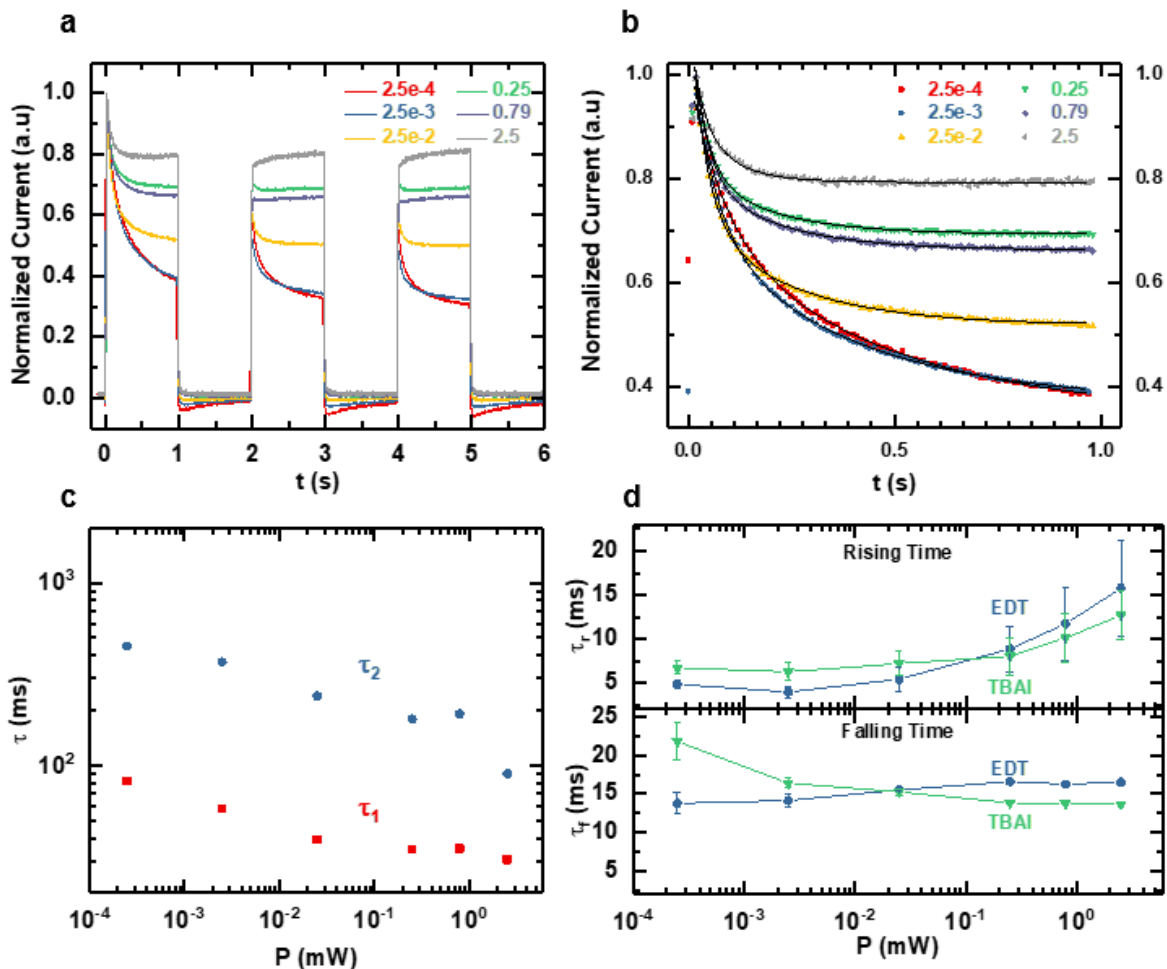 a
Normalized Current (a.u)
1.0
0.8
0.6
0.4
0.2
0.0
2.5e-4
2.5e-3
2.5e-2
0.25
0.79
2.5
0 1 2 3 4 5 6
t (s)
b
Normalized Current (a.u)
1.0
0.8
0.6
0.4
2.5e-4
2.5e-3
2.5e-2
0.25
0.79
2.5
1.0
0.8
0.6
0.4
0.0 0.5 1.0
t (s)
c
τ (ms)
10³
10²
τ₂
τ₁
10⁻⁴ 10⁻³ 10⁻² 10⁻¹ 10⁰
P (mW)
d
τᵣ (ms)
20
15
10
5
Rising Time
EDT
TBAI
τf (ms)
25
20
15
10
5
Falling Time
EDT
TBAI
10⁻⁴ 10⁻³ 10⁻² 10⁻¹ 10⁰
P (mW)